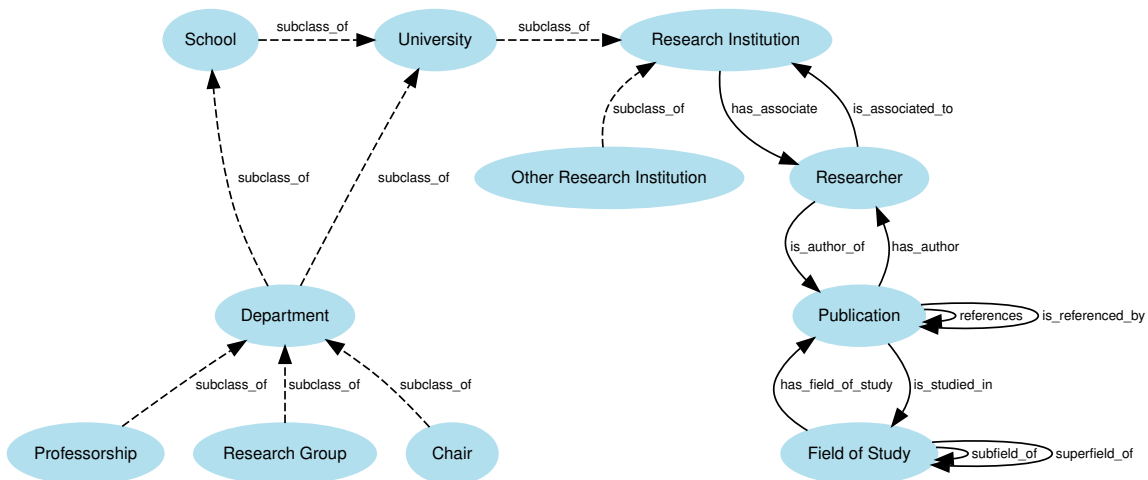 School
subclass_of
University
subclass_of
Research Institution
subclass_of
has_associate
is_associated_to
Other Research Institution
Researcher
subclass_of
subclass_of
is_author_of
has_author
Department
Publication
references
is_referenced_by
subclass_of
subclass_of
subclass_of
has_field_of_study
is_studied_in
Professorship
Research Group
Chair
Field of Study
subfield_of
superfield_of